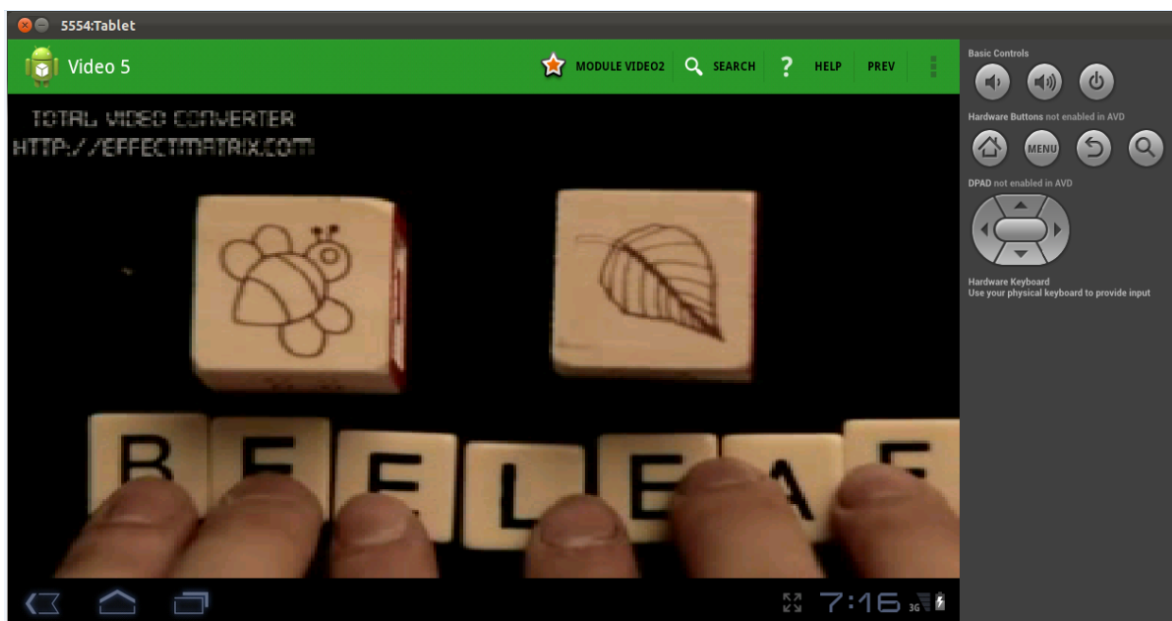 5554:Tablet
Video 5
MODULE VIDEO2
SEARCH
? HELP
PREV
TOTAL VIDEO CONVERTER
HTTP://EFFECTMATRIX.COM
BEELEAF
7:16
3G
Basic Controls
Hardware Buttons not enabled in AVD
MENU
DPAD not enabled in AVD
Hardware Keyboard
Use your physical keyboard to provide input